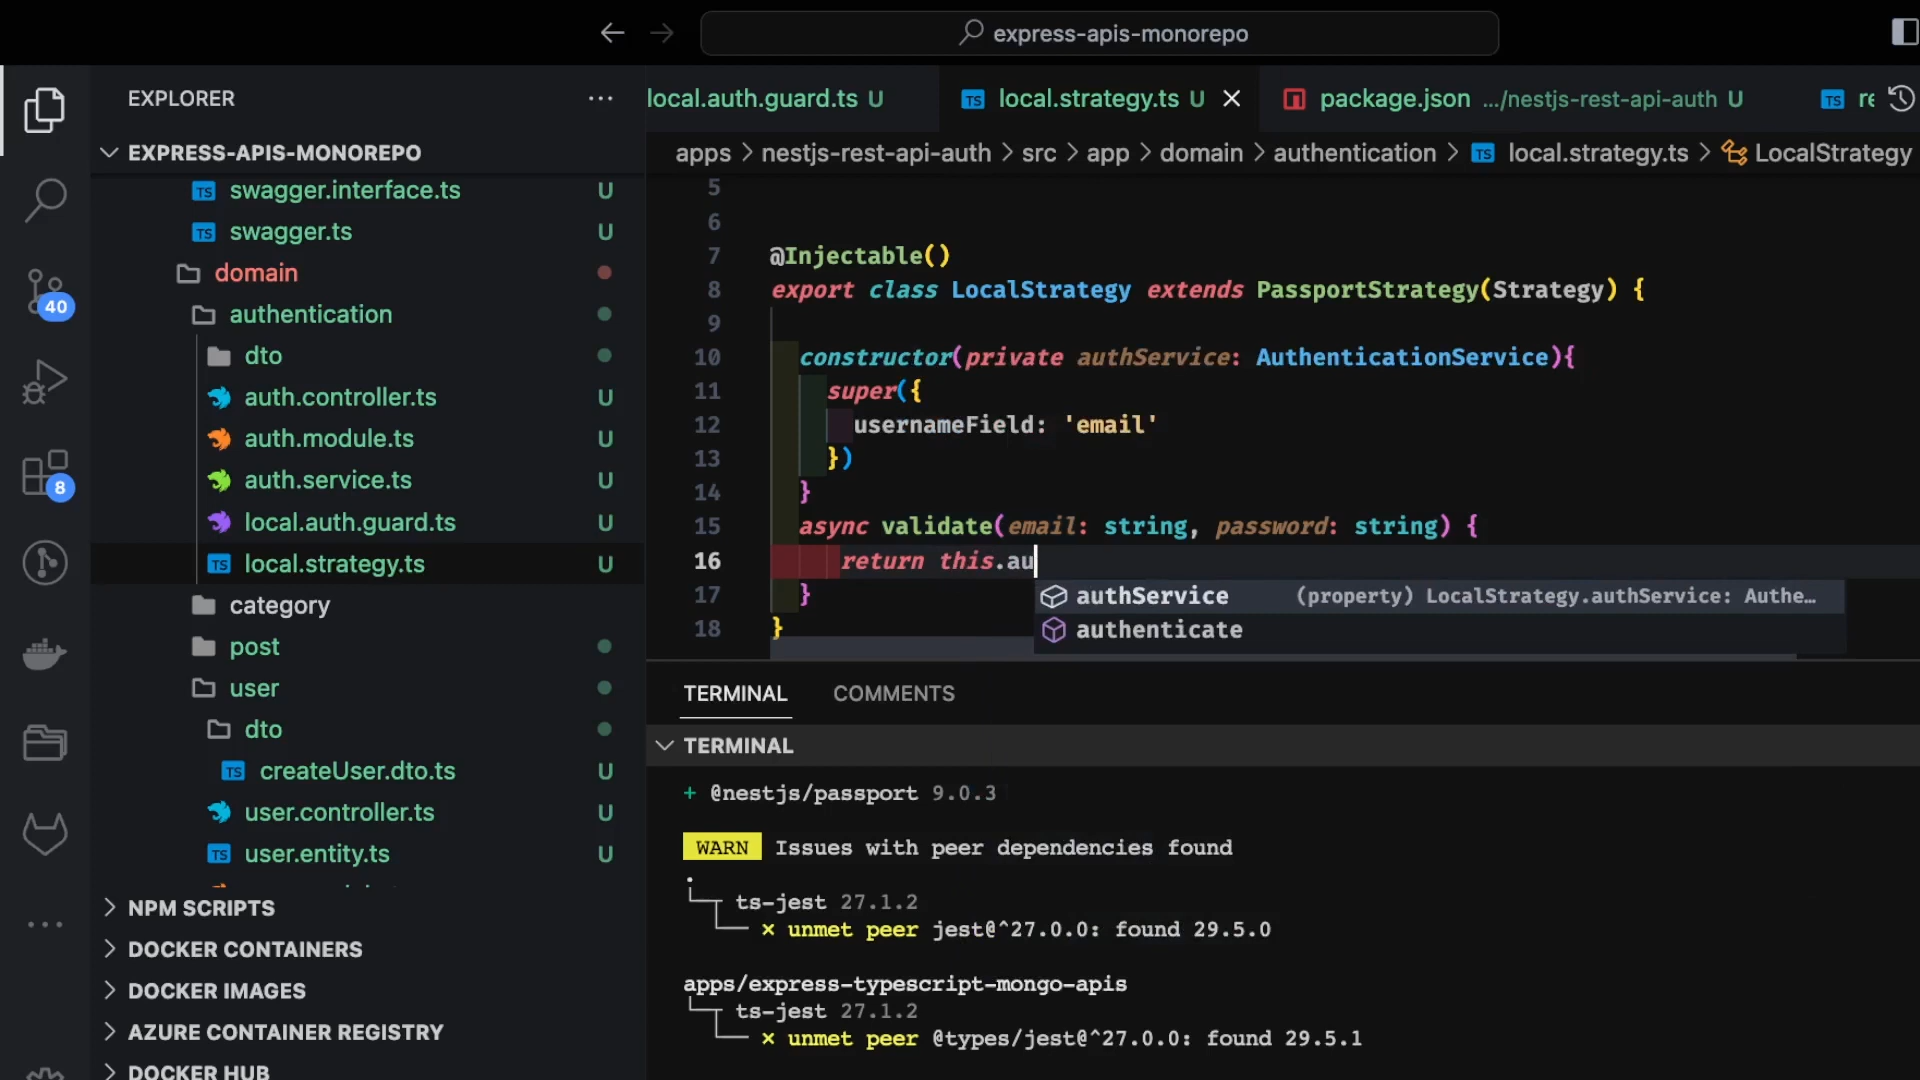 express-apis-monorepo
EXPLORER
EXPRESS-APIS-MONOREPO
swagger.interface.ts U
swagger.ts U
domain
authentication
dto
auth.controller.ts U
auth.module.ts U
auth.service.ts U
local.auth.guard.ts U
local.strategy.ts U
category
post
user
dto
createUser.dto.ts U
user.controller.ts U
user.entity.ts U
NPM SCRIPTS
DOCKER CONTAINERS
DOCKER IMAGES
AZURE CONTAINER REGISTRY
DOCKER HUB
40
8
local.auth.guard.ts U
TS local.strategy.ts U
package.json .../nestjs-rest-api-auth U
TS re
apps > nestjs-rest-api-auth > src > app > domain > authentication > TS local.strategy.ts > LocalStrategy
5
6
7 @Injectable()
8 export class LocalStrategy extends PassportStrategy(Strategy) {
9
10 constructor(private authService: AuthenticationService){
11 super({
12 usernameField: 'email'
13 })
14 }
15 async validate(email: string, password: string) {
16 return this.au
17 }
18 }
authService (property) LocalStrategy.authService: Authe…
authenticate
TERMINAL COMMENTS
TERMINAL
+ @nestjs/passport 9.0.3
WARN Issues with peer dependencies found
.
└─┬ ts-jest 27.1.2
└── × unmet peer jest@^27.0.0: found 29.5.0
apps/express-typescript-mongo-apis
└─┬ ts-jest 27.1.2
└── × unmet peer @types/jest@^27.0.0: found 29.5.1